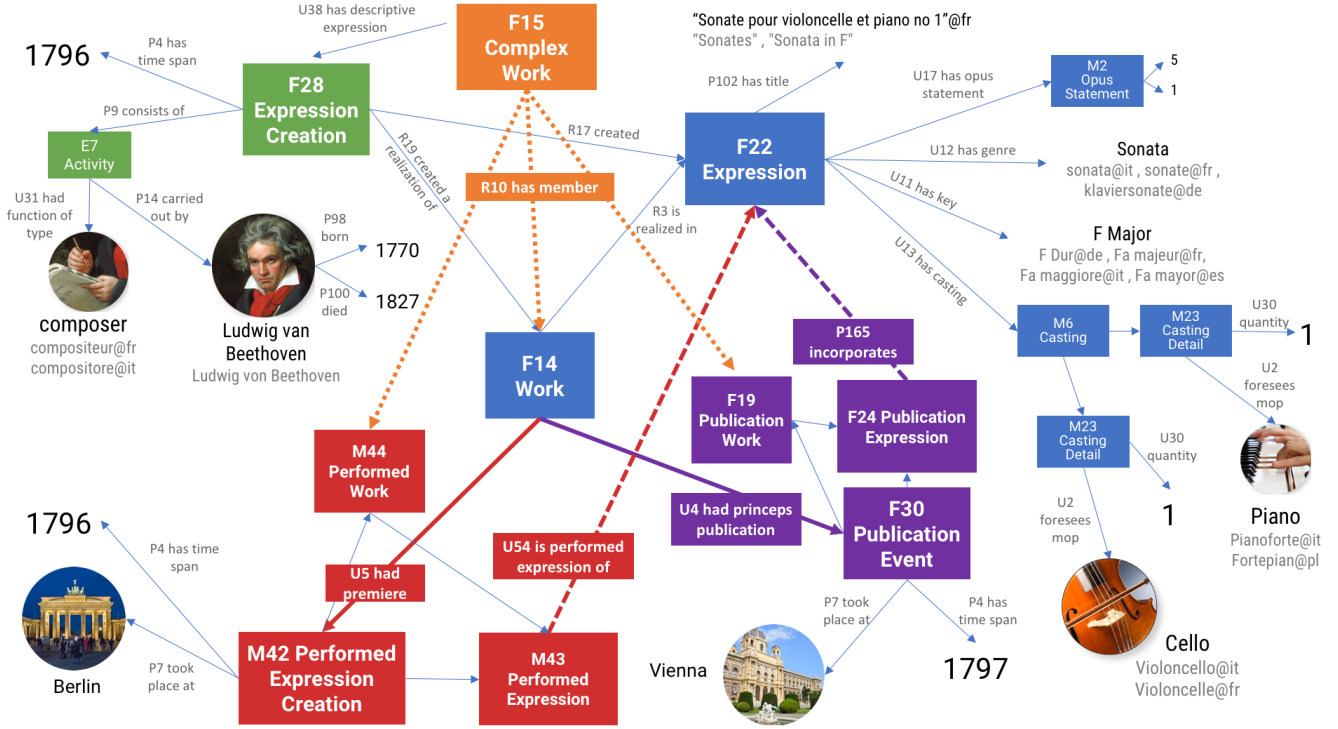 U38 has descriptive
expression
F15
Complex
Work
“Sonate pour violoncelle et piano no 1”@fr
“Sonates" , "Sonata in F"
1796
P4 has
time span
F28
Expression
Creation
P102 has title
U17 has opus
statement
M2
Opus
Statement
5
1
P9 consists of
E7
Activity
R17 created
F22
Expression
U12 has genre
Sonata
sonata@it , sonate@fr ,
klaviersonate@de
R19 created a
realization of
R10 has member
U11 has key
U31 had
function of
type
P14 carried
out by
R3 is
realized in
P98
born
1770
P100
died
1827
F Major
F Dur@de , Fa majeur@fr,
Fa maggiore@it , Fa mayor@es
U13 has casting
composer
compositeur@fr
compositore@it
Ludwig van
Beethoven
Ludwig von Beethoven
M6
Casting
M23
Casting
Detail
U30
quantity
1
P165
incorporates
F14
Work
U2
foresees
mop
F19
Publication
Work
F24 Publication
Expression
M23
Casting
Detail
U30
quantity
1
M44
Performed
Work
U4 had princeps
publication
F30
Publication
Event
U2
foresees
mop
Piano
Pianoforte@it
Fortepian@pl
1796
P4 has time
span
U54 is performed
expression of
U5 had
premiere
P7 took
place at
P4 has
time span
Berlin
P7 took
place at
M42 Performed
Expression
Creation
M43
Performed
Expression
Vienna
1797
Cello
Violoncello@it
Violoncelle@fr